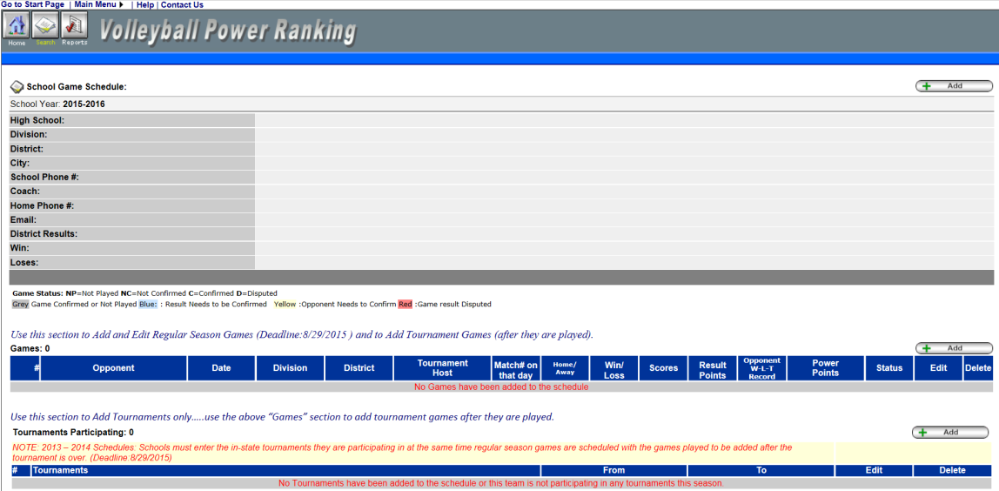 Go to Start Page | Main Menu | Help | Contact Us
Home Search Reports
Volleyball Power Ranking
School Game Schedule:
Add
School Year: 2015-2016
High School:
Division:
District:
City:
School Phone #:
Coach:
Home Phone #:
Email:
District Results:
Win:
Loses:
Game Status: NP=Not Played NC=Not Confirmed C=Confirmed D=Disputed
Grey Game Confirmed or Not Played Blue: : Result Needs to be Confirmed Yellow :Opponent Needs to Confirm Red :Game result Disputed
Use this section to Add and Edit Regular Season Games (Deadline:8/29/2015 ) and to Add Tournament Games (after they are played).
Games: 0
Add
# Opponent Date Division District Tournament Host Match# on that day Home/ Away Win/ Loss Scores Result Points Opponent W-L-T Record Power Points Status Edit Delete
No Games have been added to the schedule
Use this section to Add Tournaments only.....use the above “Games” section to add tournament games after they are played.
Tournaments Participating: 0
Add
NOTE: 2013 – 2014 Schedules: Schools must enter the in-state tournaments they are participating in at the same time regular season games are scheduled with the games played to be added after the
tournament is over. (Deadline:8/29/2015)
# Tournaments From To Edit Delete
No Tournaments have been added to the schedule or this team is not participating in any tournaments this season.